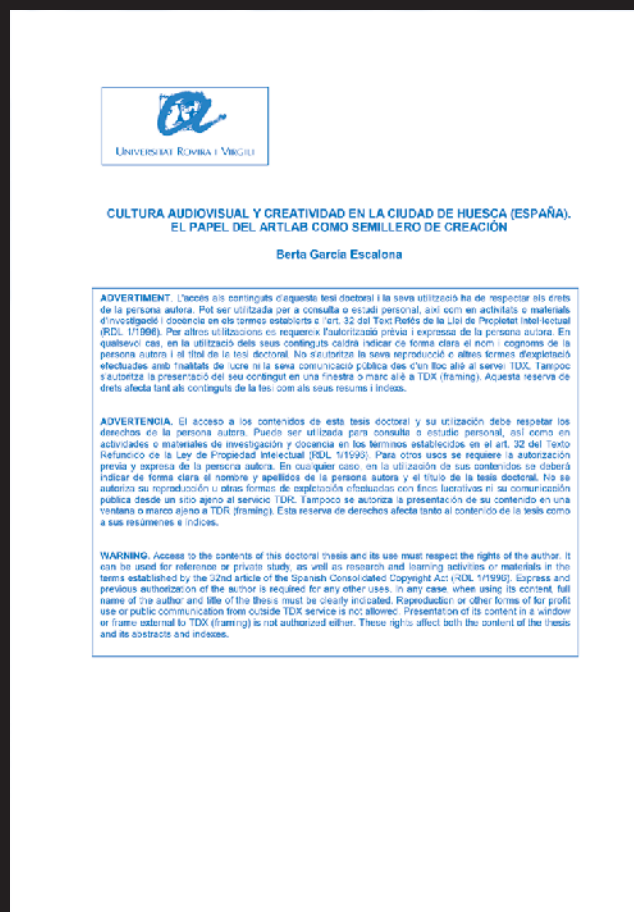 UNIVERSITAT ROVIRA I VIRGILI
CULTURA AUDIOVISUAL Y CREATIVIDAD EN LA CIUDAD DE HUESCA (ESPAÑA).
EL PAPEL DEL ARTLAB COMO SEMILLERO DE CREACIÓN
Berta García Escalona
ADVERTIMENT. L'accés als continguts d'aquesta tesi doctoral i la seva utilització ha de respectar els drets
de la persona autora. Pot ser utilitzada per a consulta o estudi personal, així com en activitats o materials
d'investigació i docència en els termes establerts a l'art. 32 del Text Refós de la Llei de Propietat Intel·lectual
(RDL 1/1996). Per altres utilitzacions es requereix l'autorització prèvia i expressa de la persona autora. En
qualsevol cas, en la utilització dels seus continguts caldrà indicar de forma clara el nom i cognoms de la
persona autora i el títol de la tesi doctoral. No s'autoritza la seva reproducció o altres formes d'explotació
efectuades amb finalitats de lucre ni la seva comunicació pública des d'un lloc aliè al servei TDX. Tampoc
s'autoritza la presentació del seu contingut en una finestra o marc aliè a TDX (framing). Aquesta reserva de
drets afecta tant als continguts de la tesi com als seus resums i índexs.
ADVERTENCIA. El acceso a los contenidos de esta tesis doctoral y su utilización debe respetar los
derechos de la persona autora. Puede ser utilizada para consulta o estudio personal, así como en
actividades o materiales de investigación y docencia en los términos establecidos en el art. 32 del Texto
Refundido de la Ley de Propiedad Intelectual (RDL 1/1996). Para otros usos se requiere la autorización
previa y expresa de la persona autora. En cualquier caso, en la utilización de sus contenidos se deberá
indicar de forma clara el nombre y apellidos de la persona autora y el título de la tesis doctoral. No se
autoriza su reproducción u otras formas de explotación efectuadas con fines lucrativos ni su comunicación
pública desde un sitio ajeno al servicio TDR. Tampoco se autoriza la presentación de su contenido en una
ventana o marco ajeno a TDR (framing). Esta reserva de derechos afecta tanto al contenido de la tesis como
a sus resúmenes e índices.
WARNING. Access to the contents of this doctoral thesis and its use must respect the rights of the author. It
can be used for reference or private study, as well as research and learning activities or materials in the
terms established by the 32nd article of the Spanish Consolidated Copyright Act (RDL 1/1996). Express and
previous authorization of the author is required for any other uses. In any case, when using its content, full
name of the author and title of the thesis must be clearly indicated. Reproduction or other forms of for profit
use or public communication from outside TDX service is not allowed. Presentation of its content in a window
or frame external to TDX (framing) is not authorized either. These rights affect both the content of the thesis
and its abstracts and indexes.